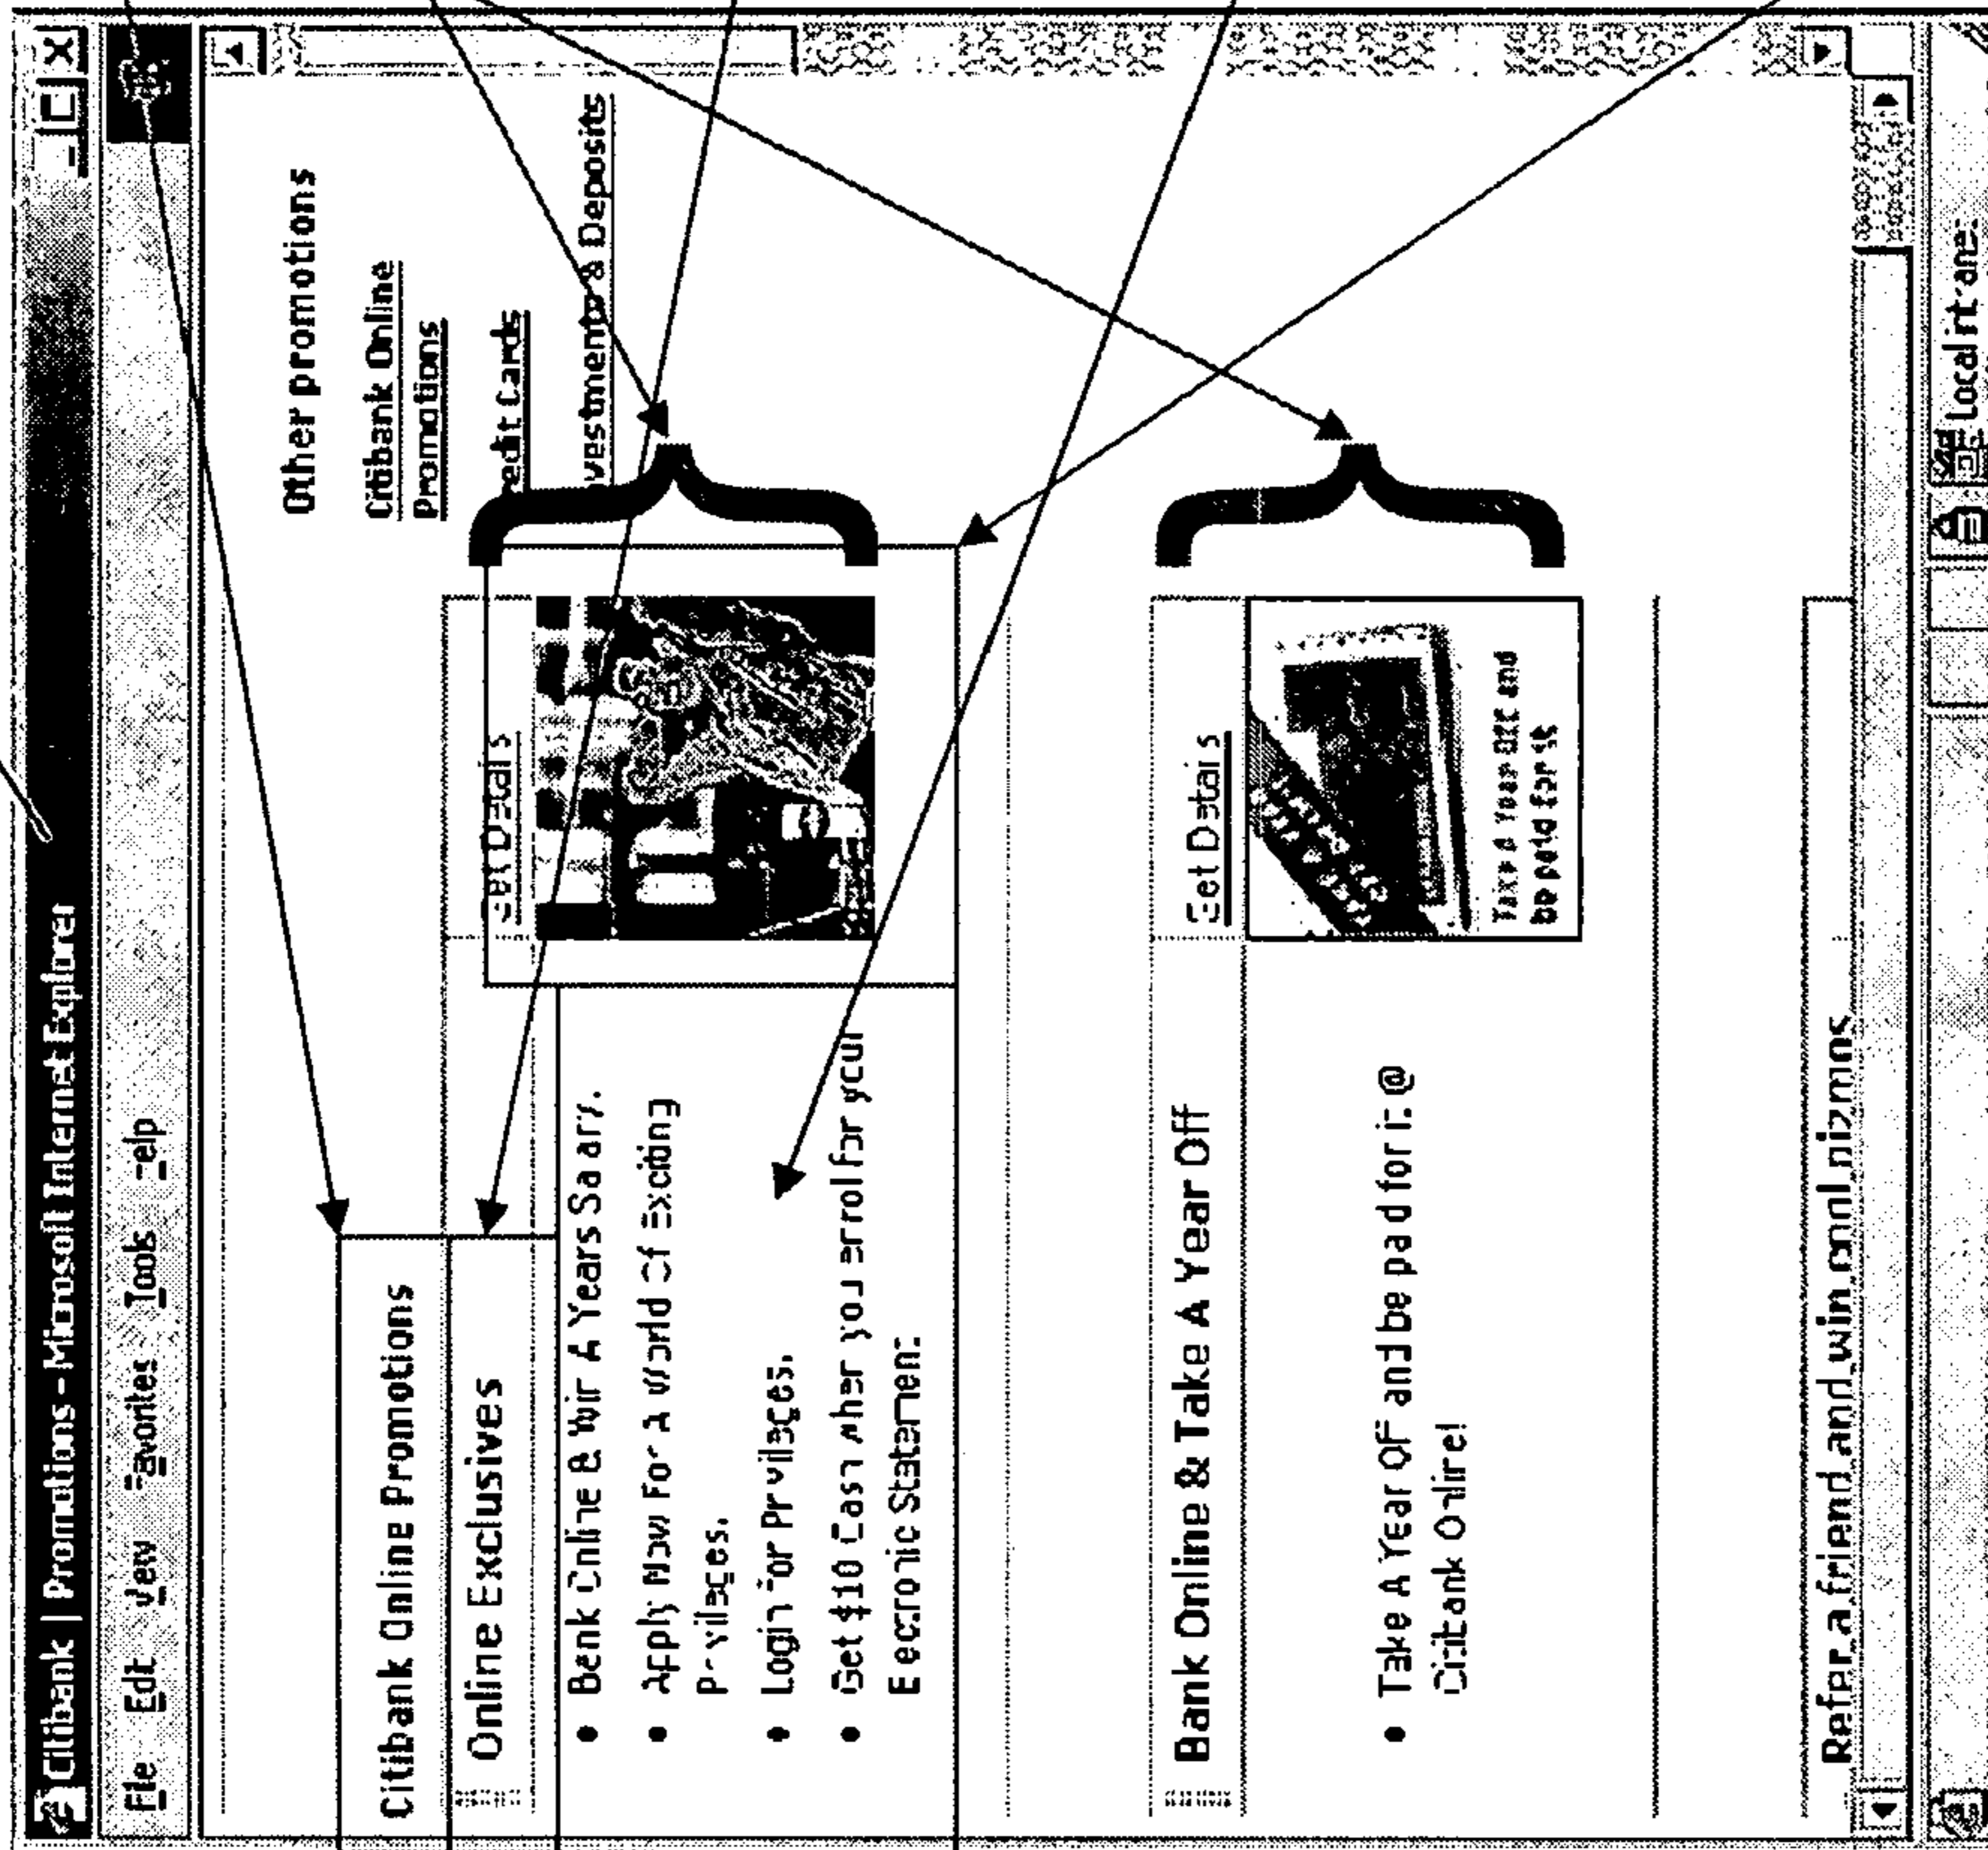 Citibank | Promotions - Microsoft Internet Explorer
File Edit View Favorites Tools Help
Citibank Online Promotions
Online Exclusives
Get Details
• Bank Online & Win A Years Salary.
• Apply Now For A World Of Exciting
Privileges.
• Login For Privileges.
• Get $10 Cash when you enrol for your
Electronic Statement
Bank Online & Take A Year Off
Get Details
• Take A Year Off and be paid for it @
Citibank Online!
Take A Year Off and
be paid for it
Refer a friend and win cool gizmos
Other promotions
Citibank Online
Promotions
redit Cards
vestments & Deposits
Local intranet